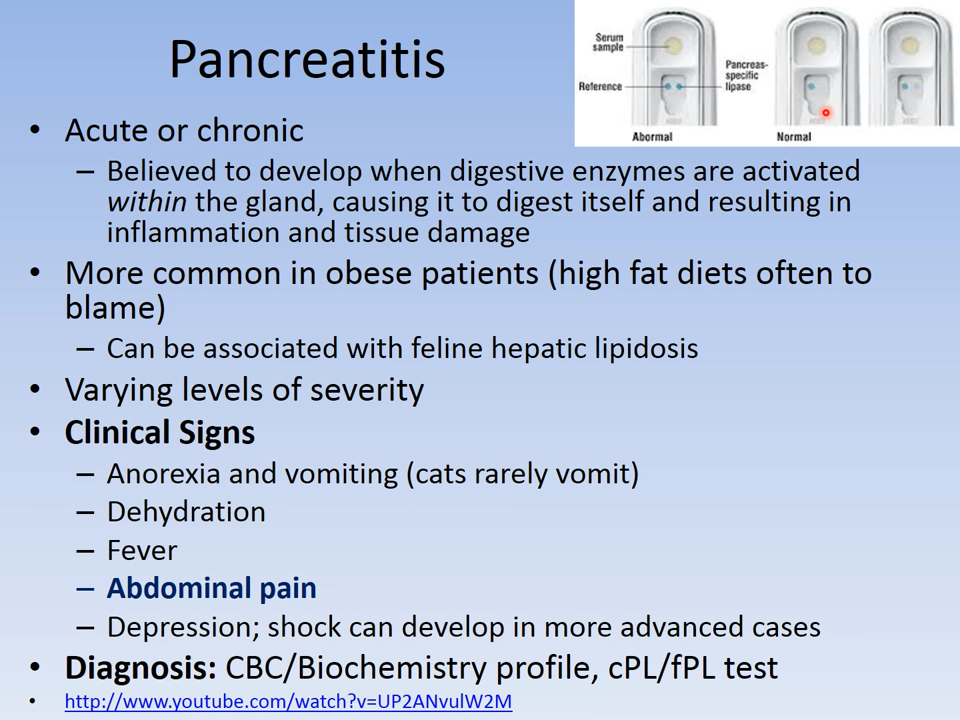 Pancreatitis
Serum
sample
Reference
Pancreas-
specific
lipase
Abormal
Normal
• Acute or chronic
– Believed to develop when digestive enzymes are activated
within the gland, causing it to digest itself and resulting in
inflammation and tissue damage
• More common in obese patients (high fat diets often to
blame)
– Can be associated with feline hepatic lipidosis
• Varying levels of severity
• Clinical Signs
– Anorexia and vomiting (cats rarely vomit)
– Dehydration
– Fever
– Abdominal pain
– Depression; shock can develop in more advanced cases
• Diagnosis: CBC/Biochemistry profile, cPL/fPL test
• http://www.youtube.com/watch?v=UP2ANvulW2M